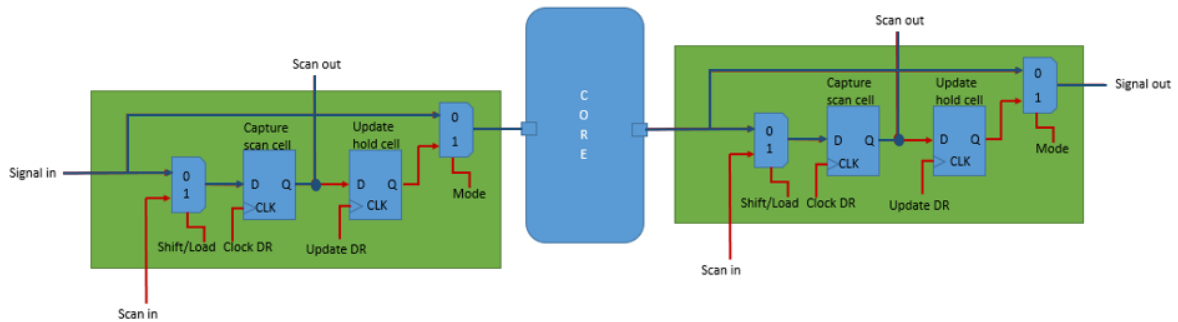 Scan out
Capture
scan cell
Update
hold cell
0
1
Signal in
0
1
D
Q
CLK
D
Q
CLK
Mode
Shift/Load
Clock DR
Update DR
Scan in
C
O
R
E
Scan out
Capture
scan cell
Update
hold cell
0
1
Signal out
0
1
D
Q
CLK
D
Q
CLK
Mode
Shift/Load
Clock DR
Update DR
Scan in